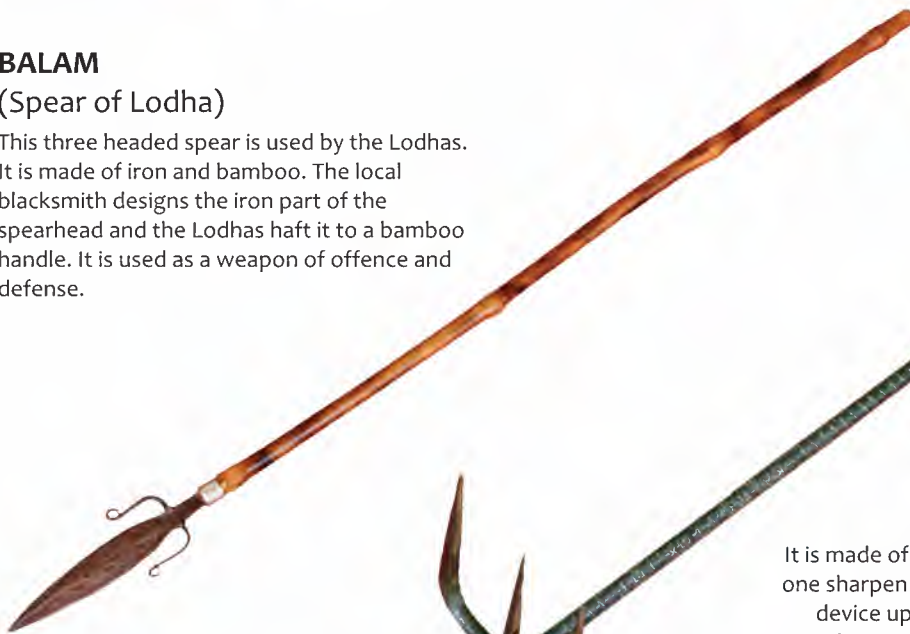 BALAM
(Spear of Lodha)
This three headed spear is used by the Lodhas.
It is made of iron and bamboo. The local
blacksmith designs the iron part of the
spearhead and the Lodhas haft it to a bamboo
handle. It is used as a weapon of offence and
defense.
It is made of
one sharpen
device up